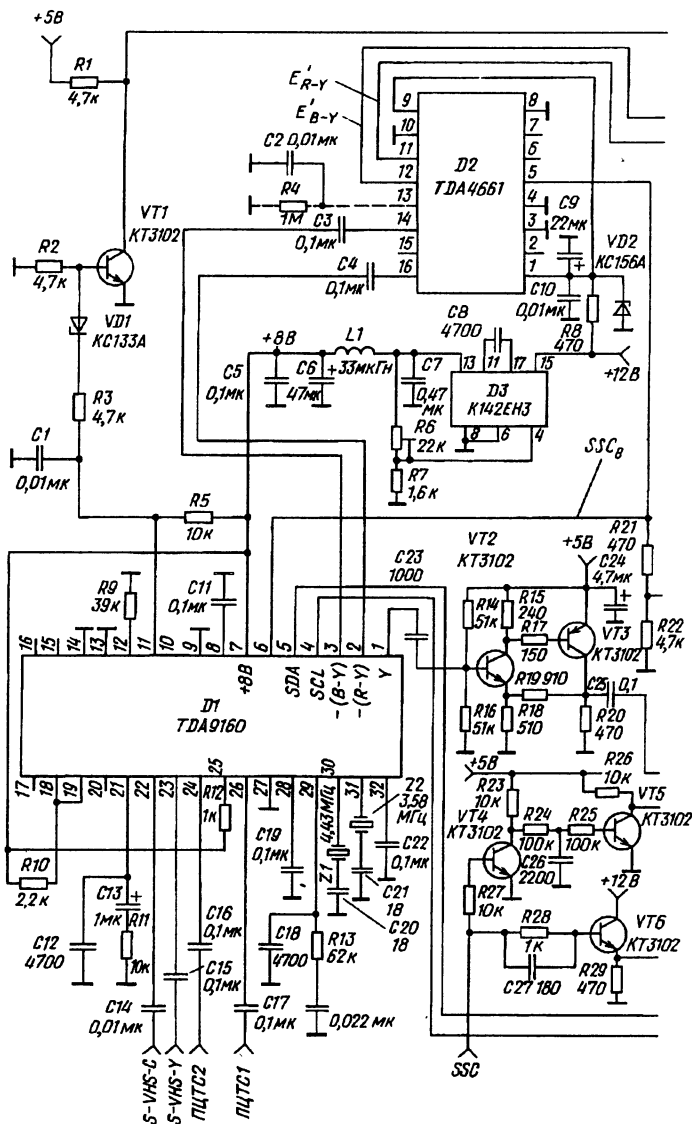 +5В
R1
4,7к
E'R-Y
E'B-Y
C2 0,01мк
R4
1М
C3
0,1мк
C4
0,1мк
9
10
11
12
13
14
15
16
D2
TDA4661
8
7
6
5
4
3
2
1
C9
22мк
VD2
КС156А
C10
0,01мк
R8
470
+12В
VT1
КТ3102
R2
4,7к
VD1
КС133А
R3
4,7к
C1
0,01мк
+8В
L1
33мкГн
C5
0,1мк
C6
47мк
C7
0,47
мк
C8
4700
13
11
17
15
D3
К142ЕН3
8
6
4
R6
22к
R7
1,6к
SSCв
R5
10к
R9
39к
C11
0,1мк
C23
1000
VT2
КТ3102
+5В
R21
470
C24
4,7мк
R14
51к
R15
240
R17
150
VT3
КТ3102
R22
4,7к
R19 910
C25
0,1
R16
51к
R18
510
R20
470
16
15
14
13
12
11
10
9
8
7
6
5
4
3
2
1
+8В
SDA
SCL
-(B-Y)
-(R-Y)
Y
D1
TDA9160
17
18
19
20
21
22
23
24
25
26
27
28
29
30
31
32
R12
1к
R10
2,2к
4,43МГц
Z1
Z2
3,58
МГц
C19
0,1мк
C22
0,1мк
C21
18
C20
18
C13
1мк
R11
10к
C12
4700
C16
0,1мк
C15
0,1мк
C14
0,01мк
C17
0,1мк
C18
4700
R13
62к
0,022 мк
S-VHS-C
S-VHS-Y
ПЦТС2
ПЦТС1
+5В
R23
10к
R26
10к
VT5
КТ3102
VT4
КТ3102
R24
100к
R25
100к
C26
2200
R27
10к
+12В
R28
1к
VT6
КТ3102
C27 180
R29
470
SSC